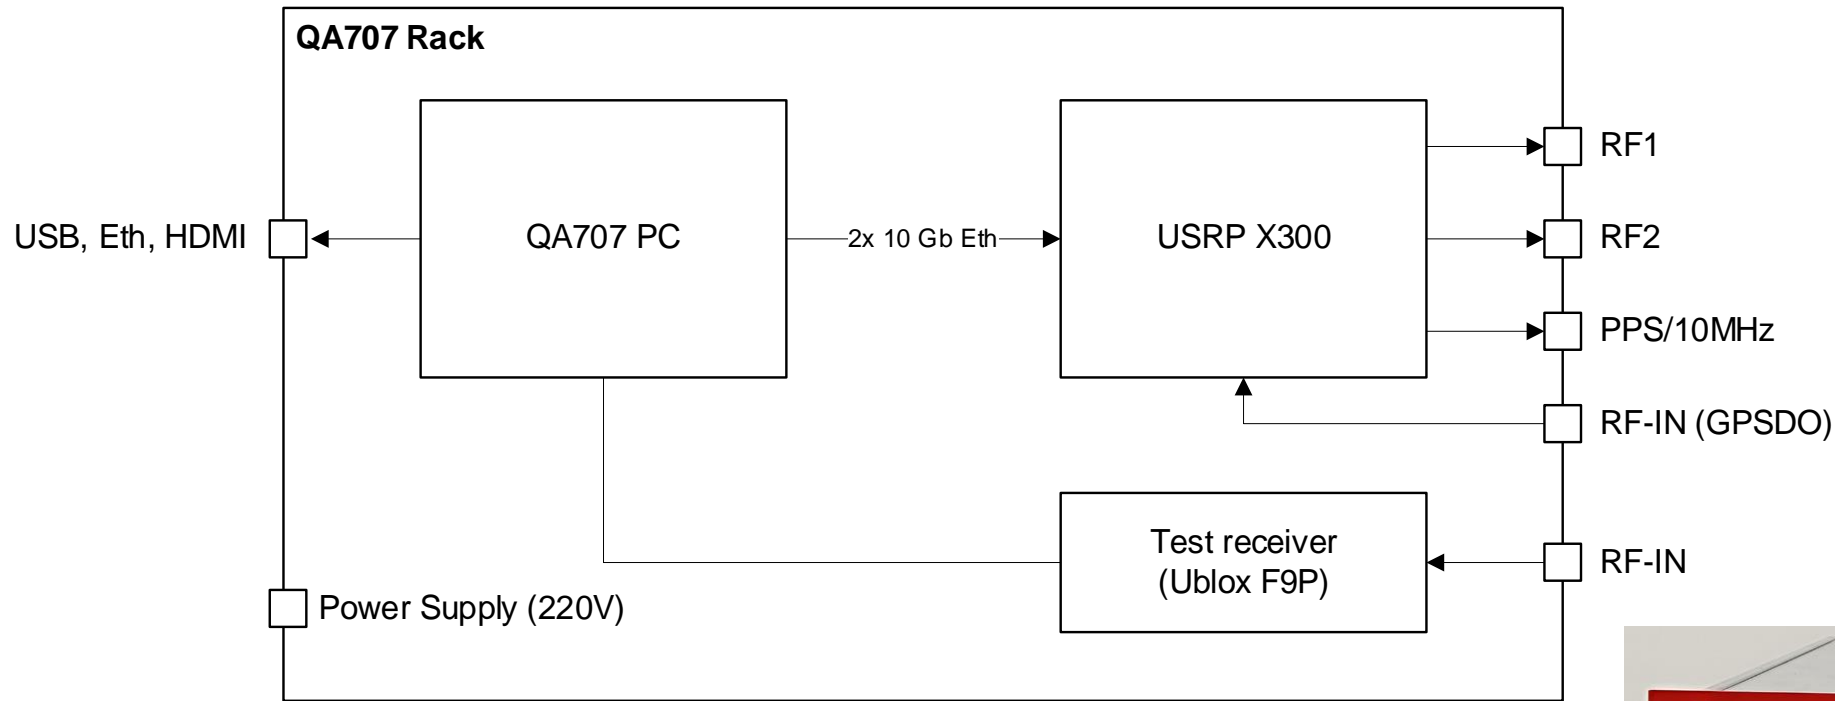 QA707 Rack
USB, Eth, HDMI
QA707 PC
2x 10 Gb Eth
USRP X300
RF1
RF2
PPS/10MHz
RF-IN (GPSDO)
Test receiver
(Ublox F9P)
RF-IN
Power Supply (220V)